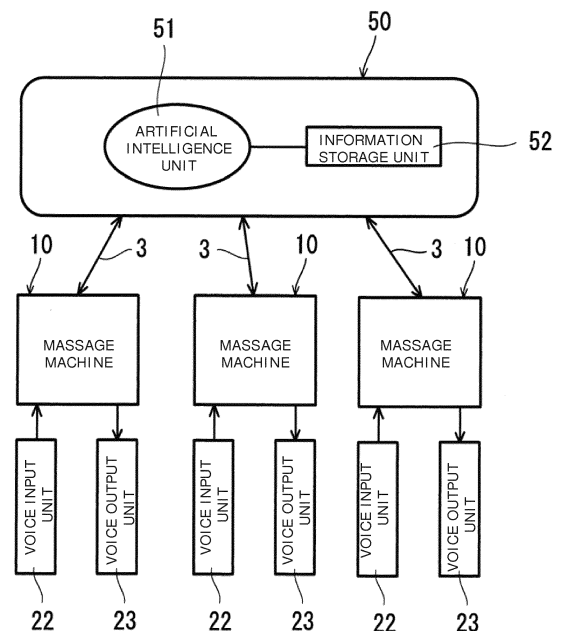 51
50
ARTIFICIAL
INTELLIGENCE
UNIT
INFORMATION
STORAGE UNIT
52
10
3
3
10
3
10
MASSAGE
MACHINE
MASSAGE
MACHINE
MASSAGE
MACHINE
VOICE INPUT
UNIT
VOICE OUTPUT
UNIT
VOICE INPUT
UNIT
VOICE OUTPUT
UNIT
VOICE INPUT
UNIT
VOICE OUTPUT
UNIT
22
23
22
23
22
23